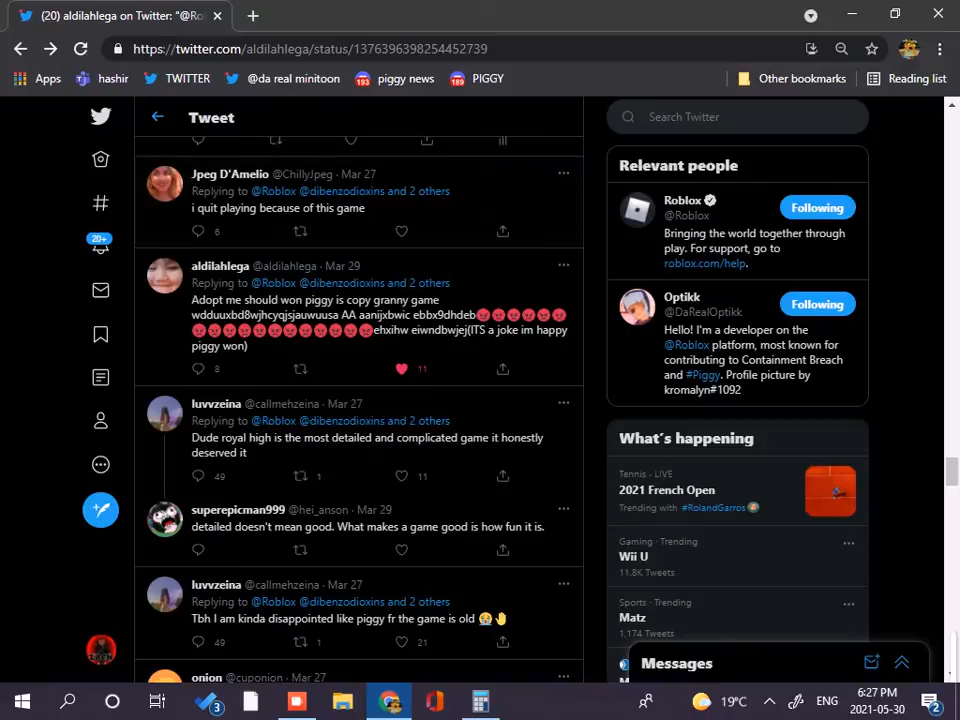 (20) aldilahlega on Twitter: "@Ro
https://twitter.com/aldilahlega/status/1376396398254452739
Apps
hashir
TWITTER
@da real minitoon
193
piggy news
189
PIGGY
Other bookmarks
Reading list
Tweet
Search Twitter
20+
Jpeg D'Amelio @ChillyJpeg · Mar 27
Replying to @Roblox @dibenzodioxins and 2 others
i quit playing because of this game
6
aldilahlega @aldilahlega · Mar 29
Replying to @Roblox @dibenzodioxins and 2 others
Adopt me should won piggy is copy granny game
wdduuxbd8wjhcyqjsjauwuusa AA aanijxbwic ebbx9dhdeb😡😡😡😡😡😡
😡😡😡😡😡😡😡😡😡😡😡😡ehxihw eiwndbwjej(ITS a joke im happy
piggy won)
8
11
luvvzeina @callmehzeina · Mar 27
Replying to @Roblox @dibenzodioxins and 2 others
Dude royal high is the most detailed and complicated game it honestly
deserved it
49
1
11
superepicman999 @hei_anson · Mar 29
detailed doesn't mean good. What makes a game good is how fun it is.
luvvzeina @callmehzeina · Mar 27
Replying to @Roblox @dibenzodioxins and 2 others
Tbh I am kinda disappointed like piggy fr the game is old 😭🤚
49
1
21
onion @cuponion · Mar 27
Relevant people
Roblox
@Roblox
Following
Bringing the world together through
play. For support, go to
roblox.com/help.
Optikk
@DaRealOptikk
Following
Hello! I'm a developer on the
@Roblox platform, most known for
contributing to Containment Breach
and #Piggy. Profile picture by
kromalyn#1092
What's happening
Tennis · LIVE
2021 French Open
Trending with #RolandGarros
Gaming · Trending
Wii U
11.8K Tweets
Sports · Trending
Matz
1,174 Tweets
Messages
3
19°C
ENG
6:27 PM
2021-05-30
2